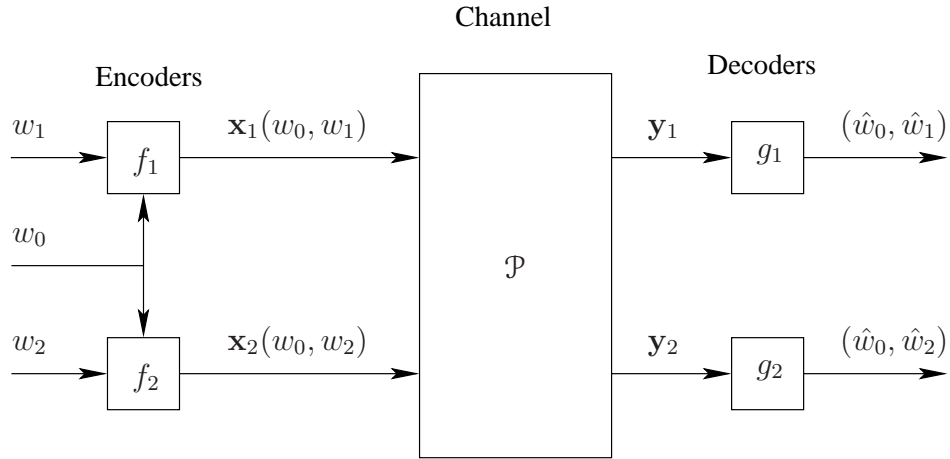 Channel
Encoders
Decoders
w₁
f₁
𝐱₁(w₀, w₁)
𝐲₁
g₁
(ŵ₀, ŵ₁)
w₀
𝒫
w₂
f₂
𝐱₂(w₀, w₂)
𝐲₂
g₂
(ŵ₀, ŵ₂)